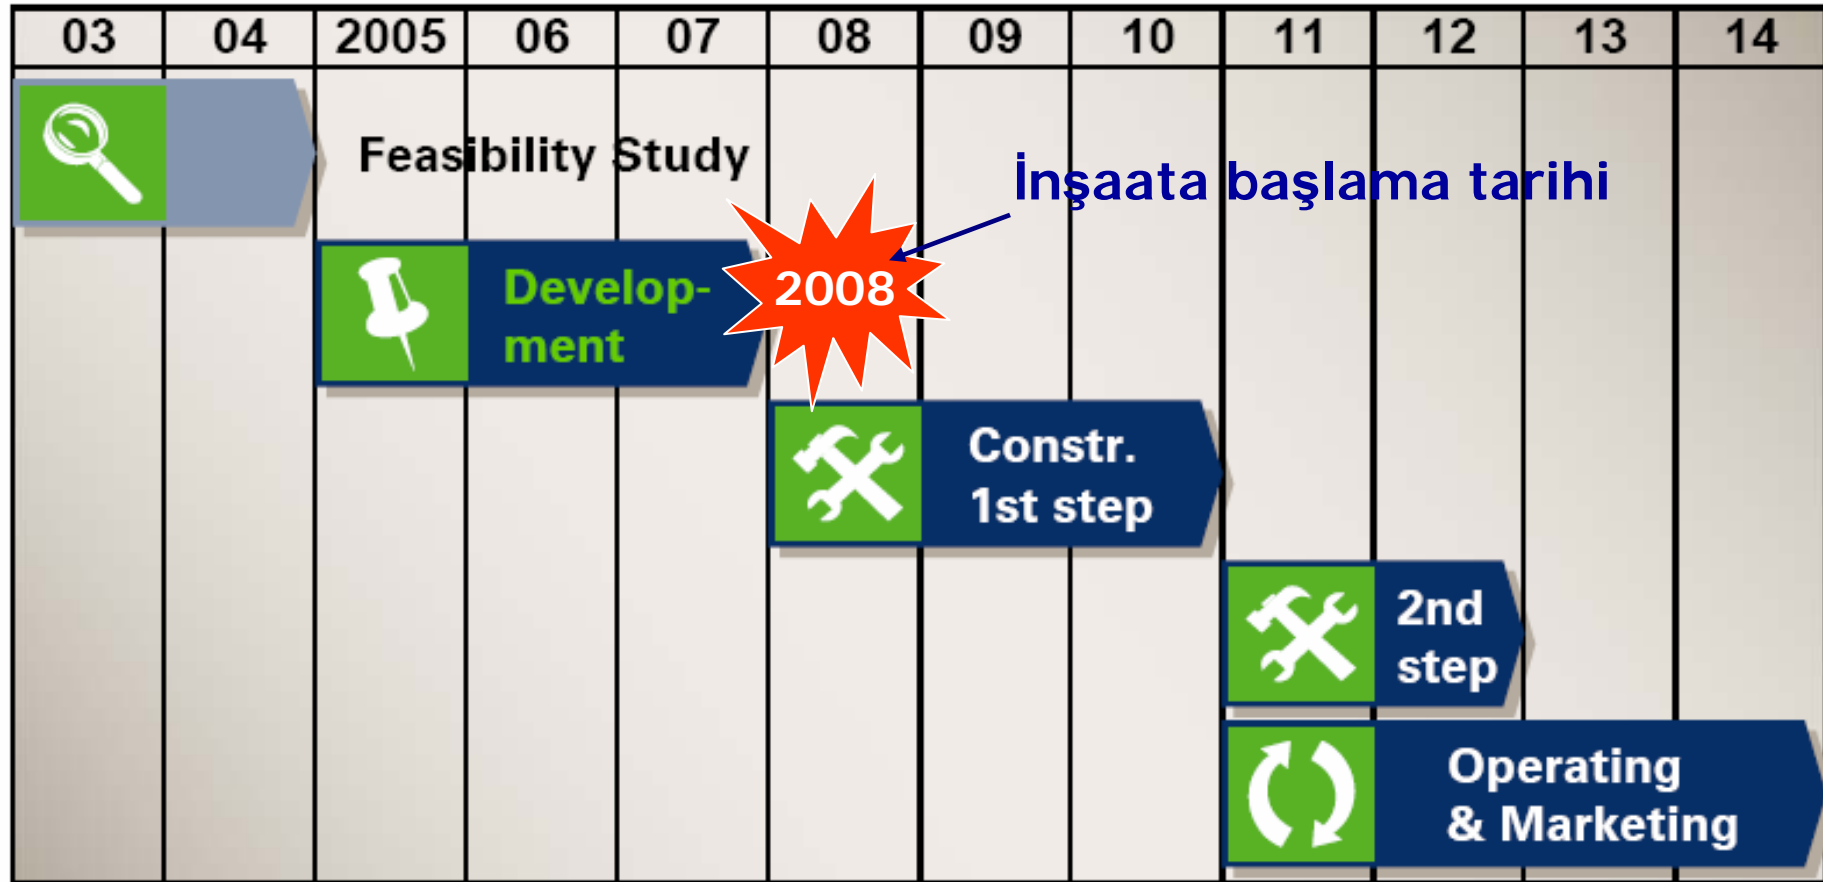 03 04 2005 06 07 08 09 10 11 12 13 14
Feasibility Study
İnşaata başlama tarihi
Develop-
ment
2008
Constr.
1st step
2nd
step
Operating
& Marketing